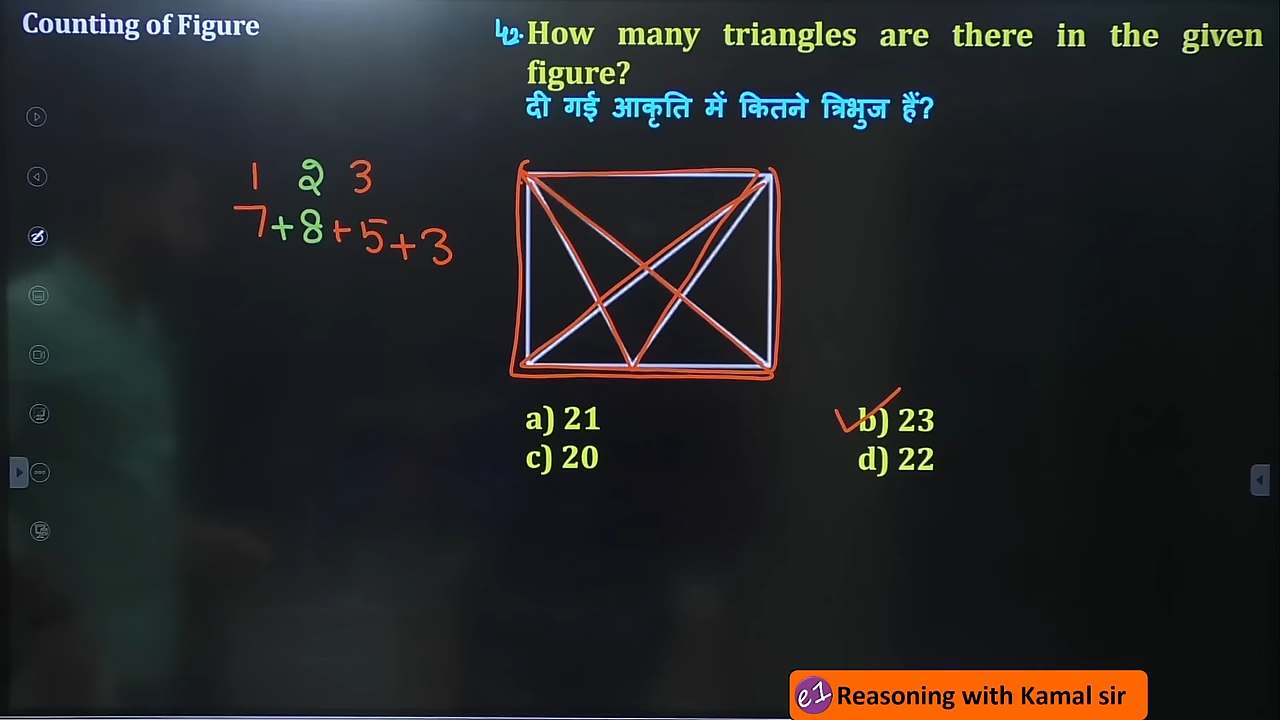 Counting of Figure
42. How many triangles are there in the given
figure?
दी गई आकृति में कितने त्रिभुज हैं?
1 2 3
7+8+5+3
a) 21
b) 23
c) 20
d) 22
e1 Reasoning with Kamal sir